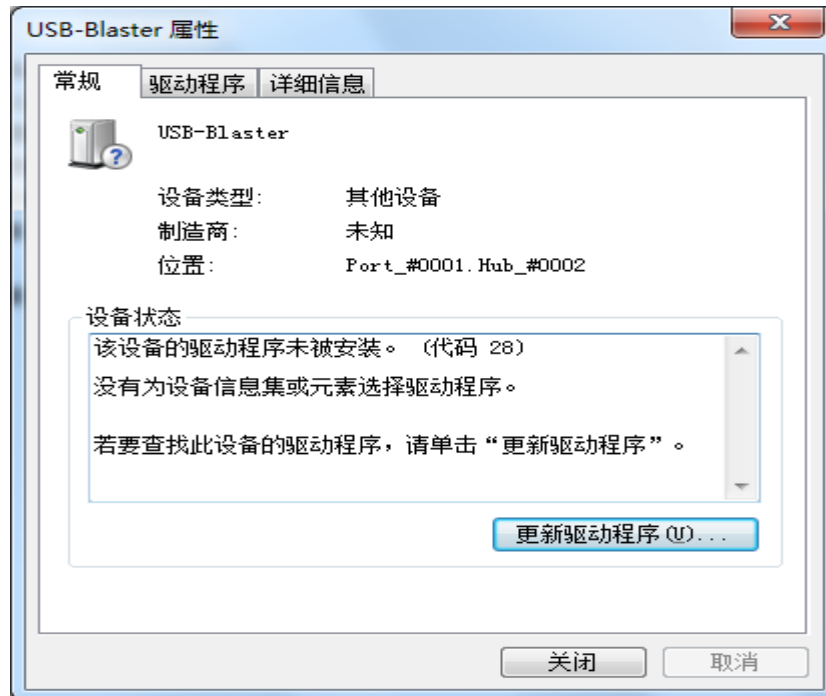 USB-Blaster 属性
常规
驱动程序
详细信息
USB-Blaster
设备类型: 其他设备
制造商: 未知
位置: Port_#0001.Hub_#0002
设备状态
该设备的驱动程序未被安装。 (代码 28)
没有为设备信息集或元素选择驱动程序。
若要查找此设备的驱动程序，请单击“更新驱动程序”。
更新驱动程序(U)...
关闭
取消